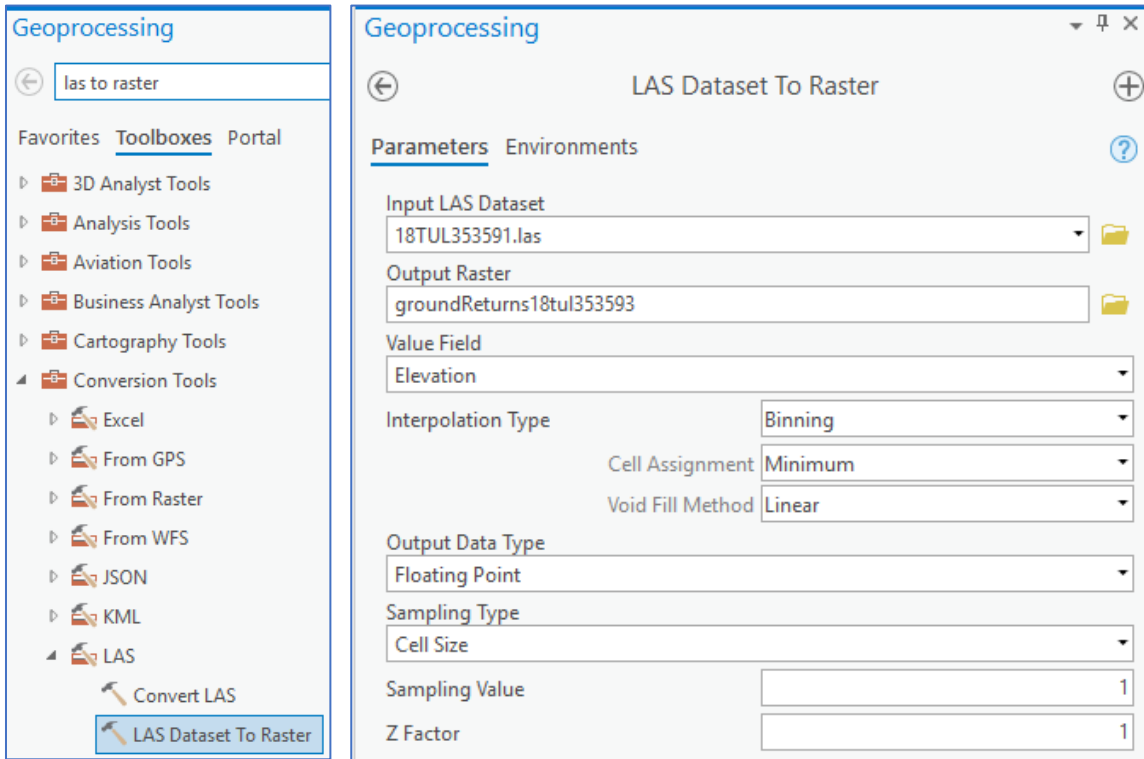 Geoprocessing
las to raster
Favorites Toolboxes Portal
3D Analyst Tools
Analysis Tools
Aviation Tools
Business Analyst Tools
Cartography Tools
Conversion Tools
Excel
From GPS
From Raster
From WFS
JSON
KML
LAS
Convert LAS
LAS Dataset To Raster
Geoprocessing
LAS Dataset To Raster
Parameters Environments
?
Input LAS Dataset
18TUL353591.las
Output Raster
groundReturns18tul353593
Value Field
Elevation
Interpolation Type Binning
Cell Assignment Minimum
Void Fill Method Linear
Output Data Type
Floating Point
Sampling Type
Cell Size
Sampling Value 1
Z Factor 1